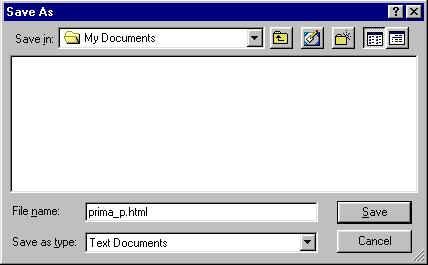 Save As
Save in: My Documents
File name: prima_p.html Save
Save as type: Text Documents Cancel